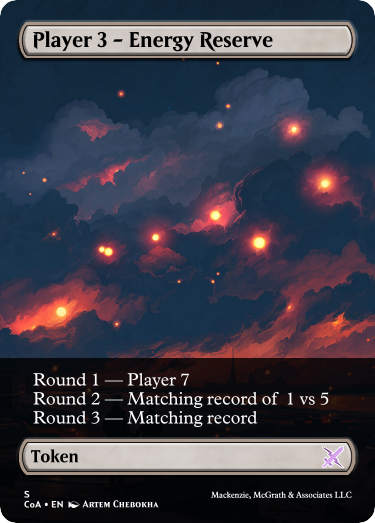 Player 3 – Energy Reserve
Round 1 — Player 7
Round 2 — Matching record of 1 vs 5
Round 3 — Matching record
Token
S
CoA • EN Artem Chebokha
Mackenzie, McGrath & Associates LLC